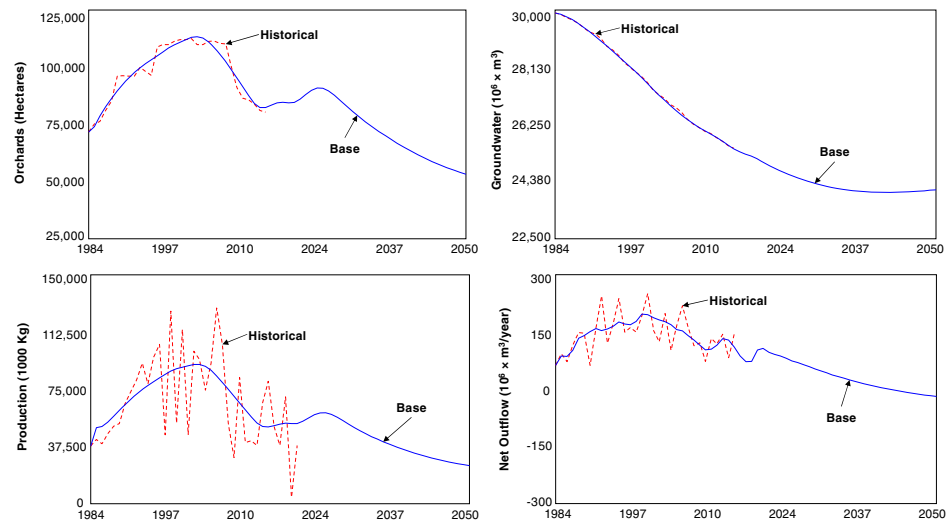 125,000
100,000
75,000
50,000
25,000
Orchards (Hectares)
Historical
Base
1984 1997 2010 2024 2037 2050
30,000
28,130
26,250
24,380
22,500
Groundwater (10⁶ × m³)
Historical
Base
1984 1997 2010 2024 2037 2050
150,000
112,500
75,000
37,500
0
Production (1000 Kg)
Historical
Base
1984 1997 2010 2024 2037 2050
300
150
0
-150
-300
Net Outflow (10⁶ × m³/year)
Historical
Base
1984 1997 2010 2024 2037 2050